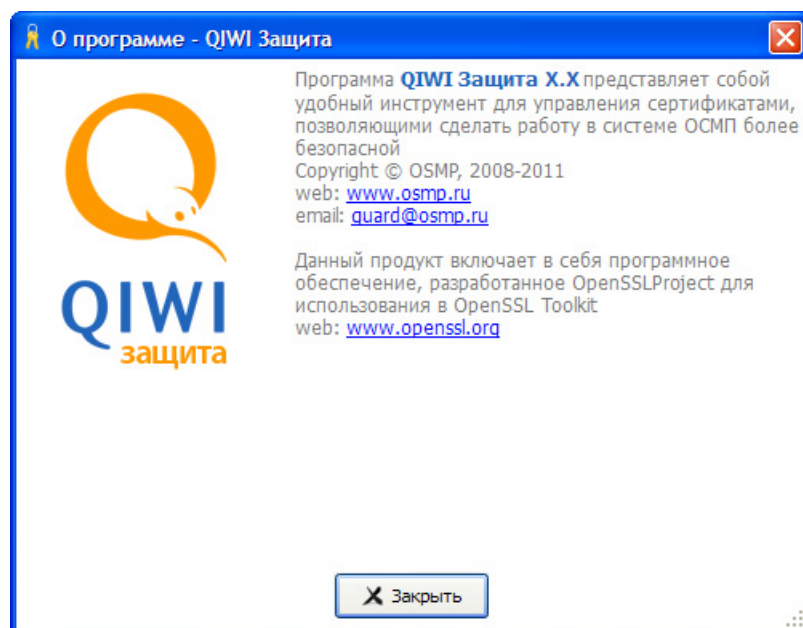 О программе - QIWI Защита
Программа QIWI Защита X.X представляет собой
удобный инструмент для управления сертификатами,
позволяющими сделать работу в системе ОСМП более
безопасной
Copyright © OSMP, 2008-2011
web: www.osmp.ru
email: guard@osmp.ru
Данный продукт включает в себя программное
обеспечение, разработанное OpenSSLProject для
использования в OpenSSL Toolkit
web: www.openssl.org
QIWI
защита
Закрыть